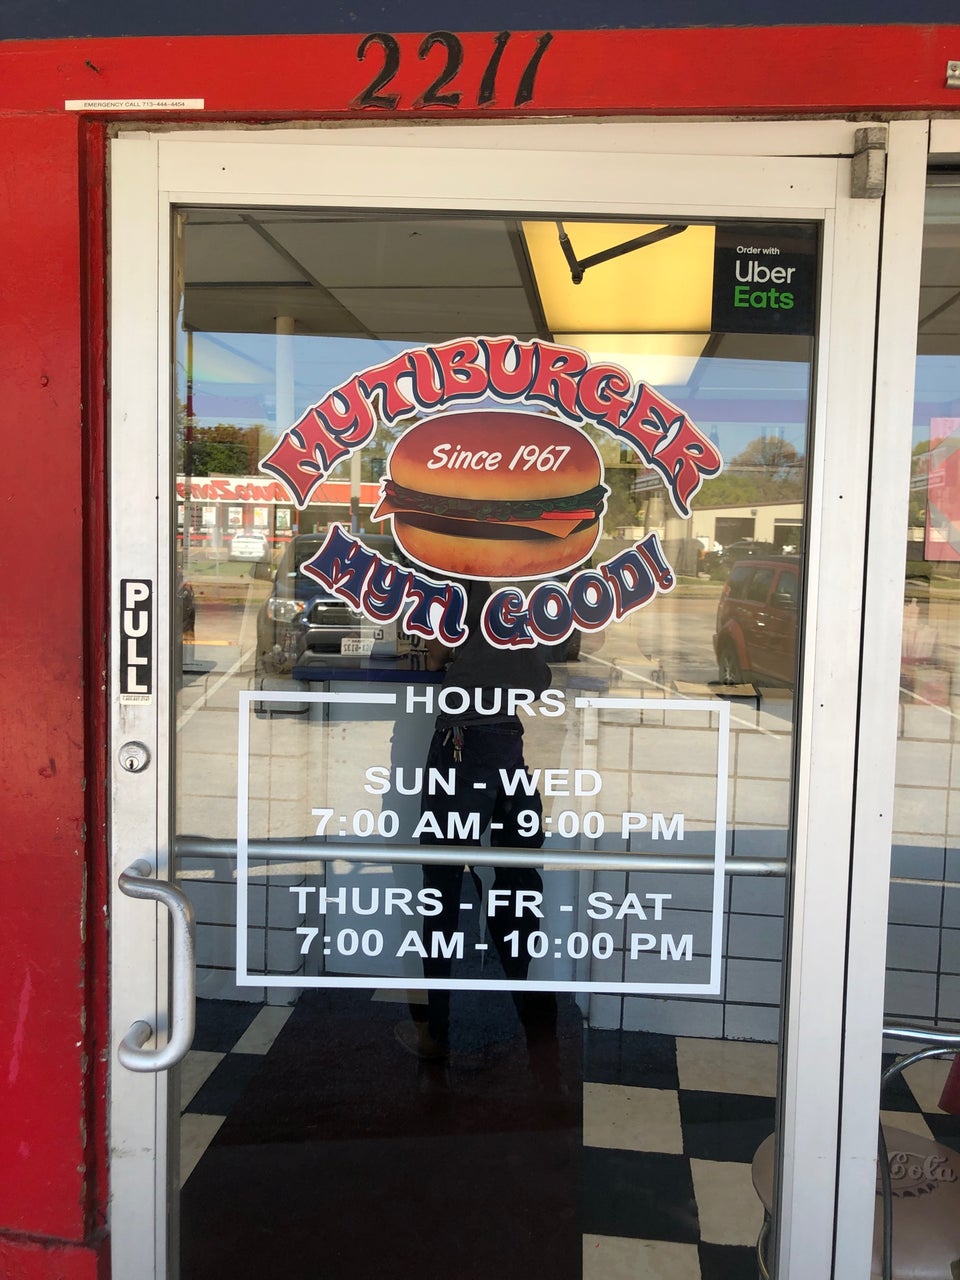 2211
EMERGENCY CALL 713-444-4454
Order with
Uber
Eats
MYTIBURGER
Since 1967
MYTI GOOD!
PULL
HOURS
SUN - WED
7:00 AM - 9:00 PM
THURS - FR - SAT
7:00 AM - 10:00 PM
Cola